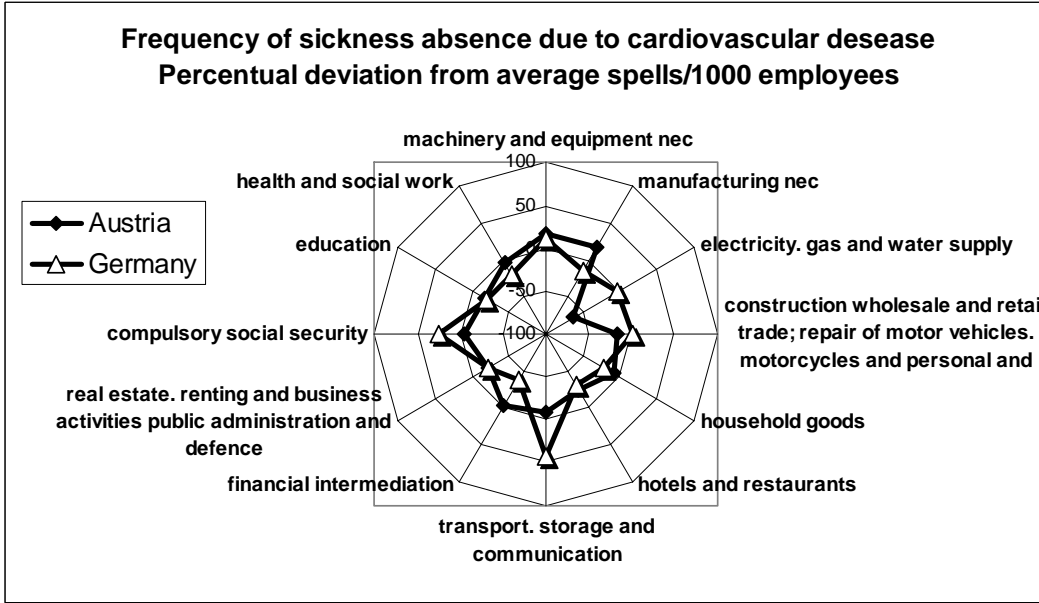 Frequency of sickness absence due to cardiovascular desease
Percentual deviation from average spells/1000 employees
machinery and equipment nec
100
health and social work
manufacturing nec
50
Austria
education
electricity. gas and water supply
Germany
-50
construction wholesale and retai
compulsory social security
-100
trade; repair of motor vehicles.
motorcycles and personal and
real estate. renting and business
activities public administration and
defence
household goods
financial intermediation
hotels and restaurants
transport. storage and
communication